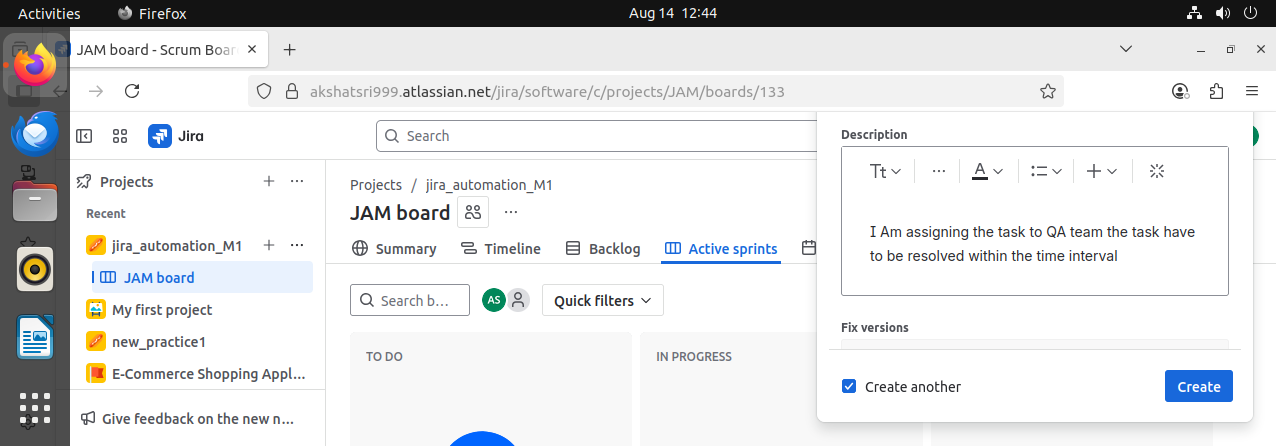 Activities
Firefox
Aug 14 12:44
JAM board - Scrum Boar
akshatsri999.atlassian.net/jira/software/c/projects/JAM/boards/133
Jira
Search
Projects
Recent
jira_automation_M1
JAM board
My first project
new_practice1
E-Commerce Shopping Appl...
Give feedback on the new n...
Projects / jira_automation_M1
JAM board
Summary
Timeline
Backlog
Active sprints
Search b...
AS
Quick filters
TO DO
IN PROGRESS
Description
Tt
A
I Am assigning the task to QA team the task have
to be resolved within the time interval
Fix versions
Create another
Create